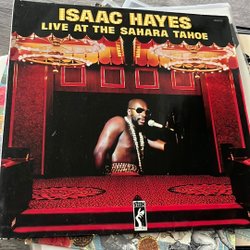 ISAAC HAYES
LIVE AT THE SAHARA TAHOE